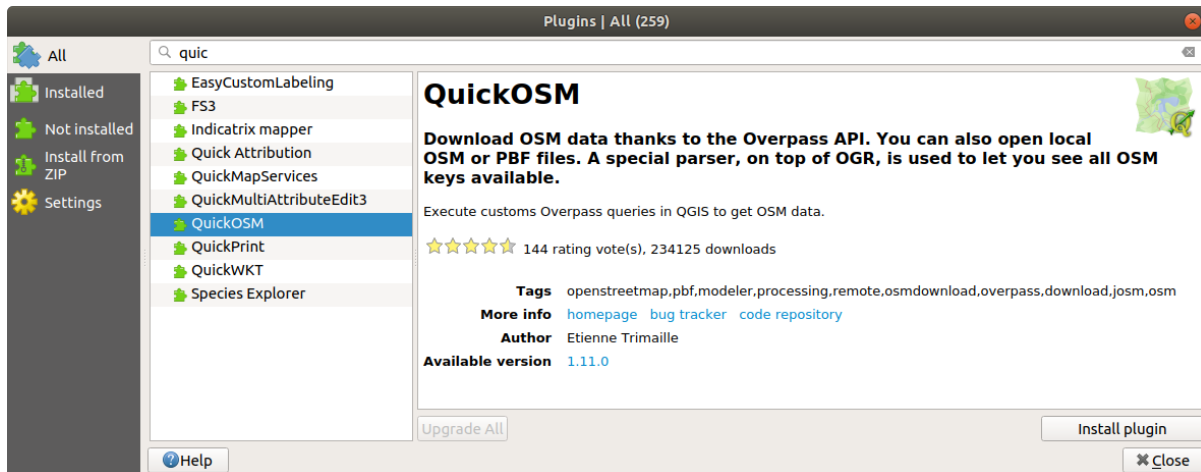 Plugins | All (259)
All
Installed
Not installed
Install from
ZIP
Settings
quic
EasyCustomLabeling
FS3
Indicatrix mapper
Quick Attribution
QuickMapServices
QuickMultiAttributeEdit3
QuickOSM
QuickPrint
QuickWKT
Species Explorer
QuickOSM
Download OSM data thanks to the Overpass API. You can also open local
OSM or PBF files. A special parser, on top of OGR, is used to let you see all OSM
keys available.
Execute customs Overpass queries in QGIS to get OSM data.
144 rating vote(s), 234125 downloads
Tags openstreetmap,pbf,modeler,processing,remote,osmdownload,overpass,download,josm,osm
More info homepage bug tracker code repository
Author Etienne Trimaille
Available version 1.11.0
Upgrade All
Install plugin
Help
Close